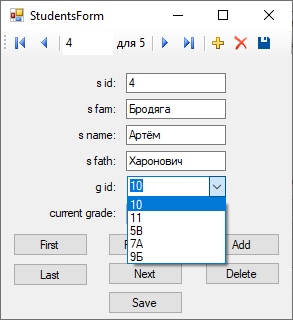 StudentsForm
4 для 5
s id: 4
s fam: Бродяга
s name: Артём
s fath: Харонович
g id: 10
10
current grade:
11
5В
7А
9Б
First
Add
Last Next Delete
Save